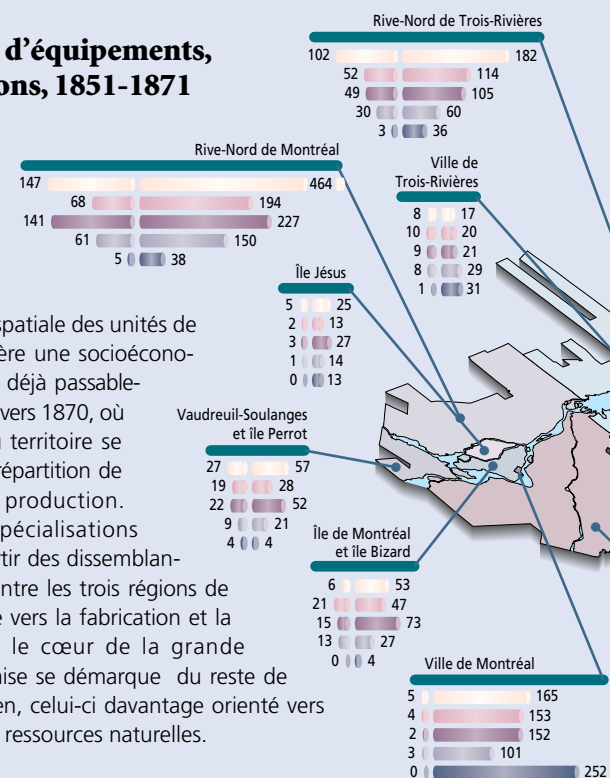 d'équipements,
ons, 1851-1871
Rive-Nord de Trois-Rivières
102 182
52 114
49 105
30 60
3 36
Rive-Nord de Montréal
147 464
68 194
141 227
61 150
5 38
Ville de
Trois-Rivières
8 17
10 20
9 21
8 29
1 31
Île Jésus
5 25
2 13
3 27
1 14
0 13
spatiale des unités de
ère une socioécono-
déjà passable-
vers 1870, où
u territoire se
répartition de
production.
pécialisations
rtir des dissemblan-
ntre les trois régions de
e vers la fabrication et la
le cœur de la grande
aise se démarque du reste de
en, celui-ci davantage orienté vers
ressources naturelles.
Vaudreuil-Soulanges
et île Perrot
27 57
19 28
22 52
9 21
4 4
Île de Montréal
et île Bizard
6 53
21 47
15 73
13 27
0 4
Ville de Montréal
5 165
4 153
2 152
3 101
0 252